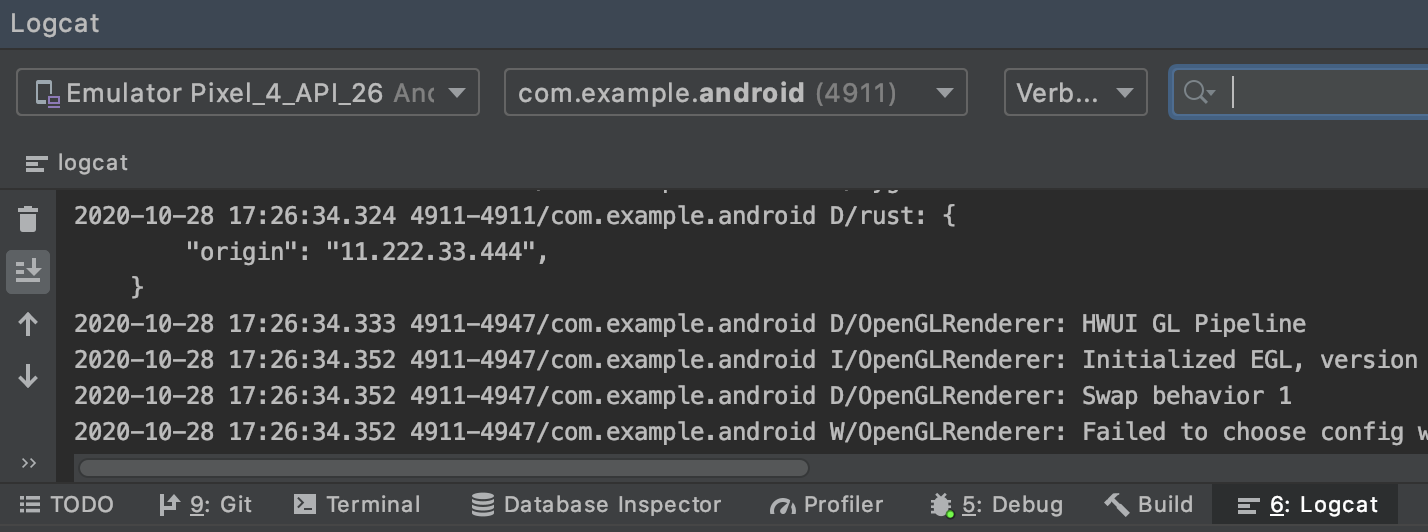 Logcat
Emulator Pixel_4_API_26 And
com.example.android (4911)
Verb...
logcat
2020-10-28 17:26:34.324 4911-4911/com.example.android D/rust: {
"origin": "11.222.33.444",
}
2020-10-28 17:26:34.333 4911-4947/com.example.android D/OpenGLRenderer: HWUI GL Pipeline
2020-10-28 17:26:34.352 4911-4947/com.example.android I/OpenGLRenderer: Initialized EGL, version
2020-10-28 17:26:34.352 4911-4947/com.example.android D/OpenGLRenderer: Swap behavior 1
2020-10-28 17:26:34.352 4911-4947/com.example.android W/OpenGLRenderer: Failed to choose config
TODO
9: Git
Terminal
Database Inspector
Profiler
5: Debug
Build
6: Logcat